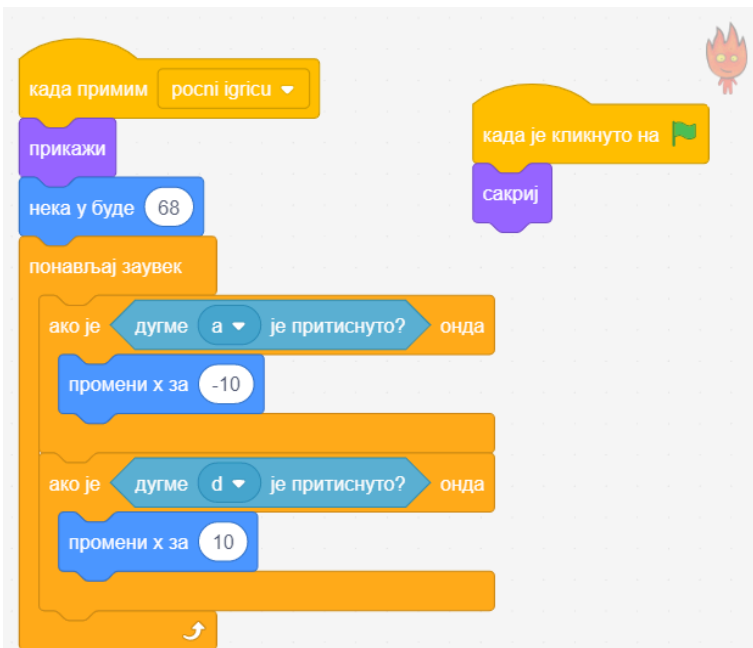 када примим pocni igricu
прикажи
нека y буде 68
понављај заувек
ако је дугме a је притиснуто? онда
промени x за -10
ако је дугме d је притиснуто? онда
промени x за 10
када је кликнуто на
сакриј